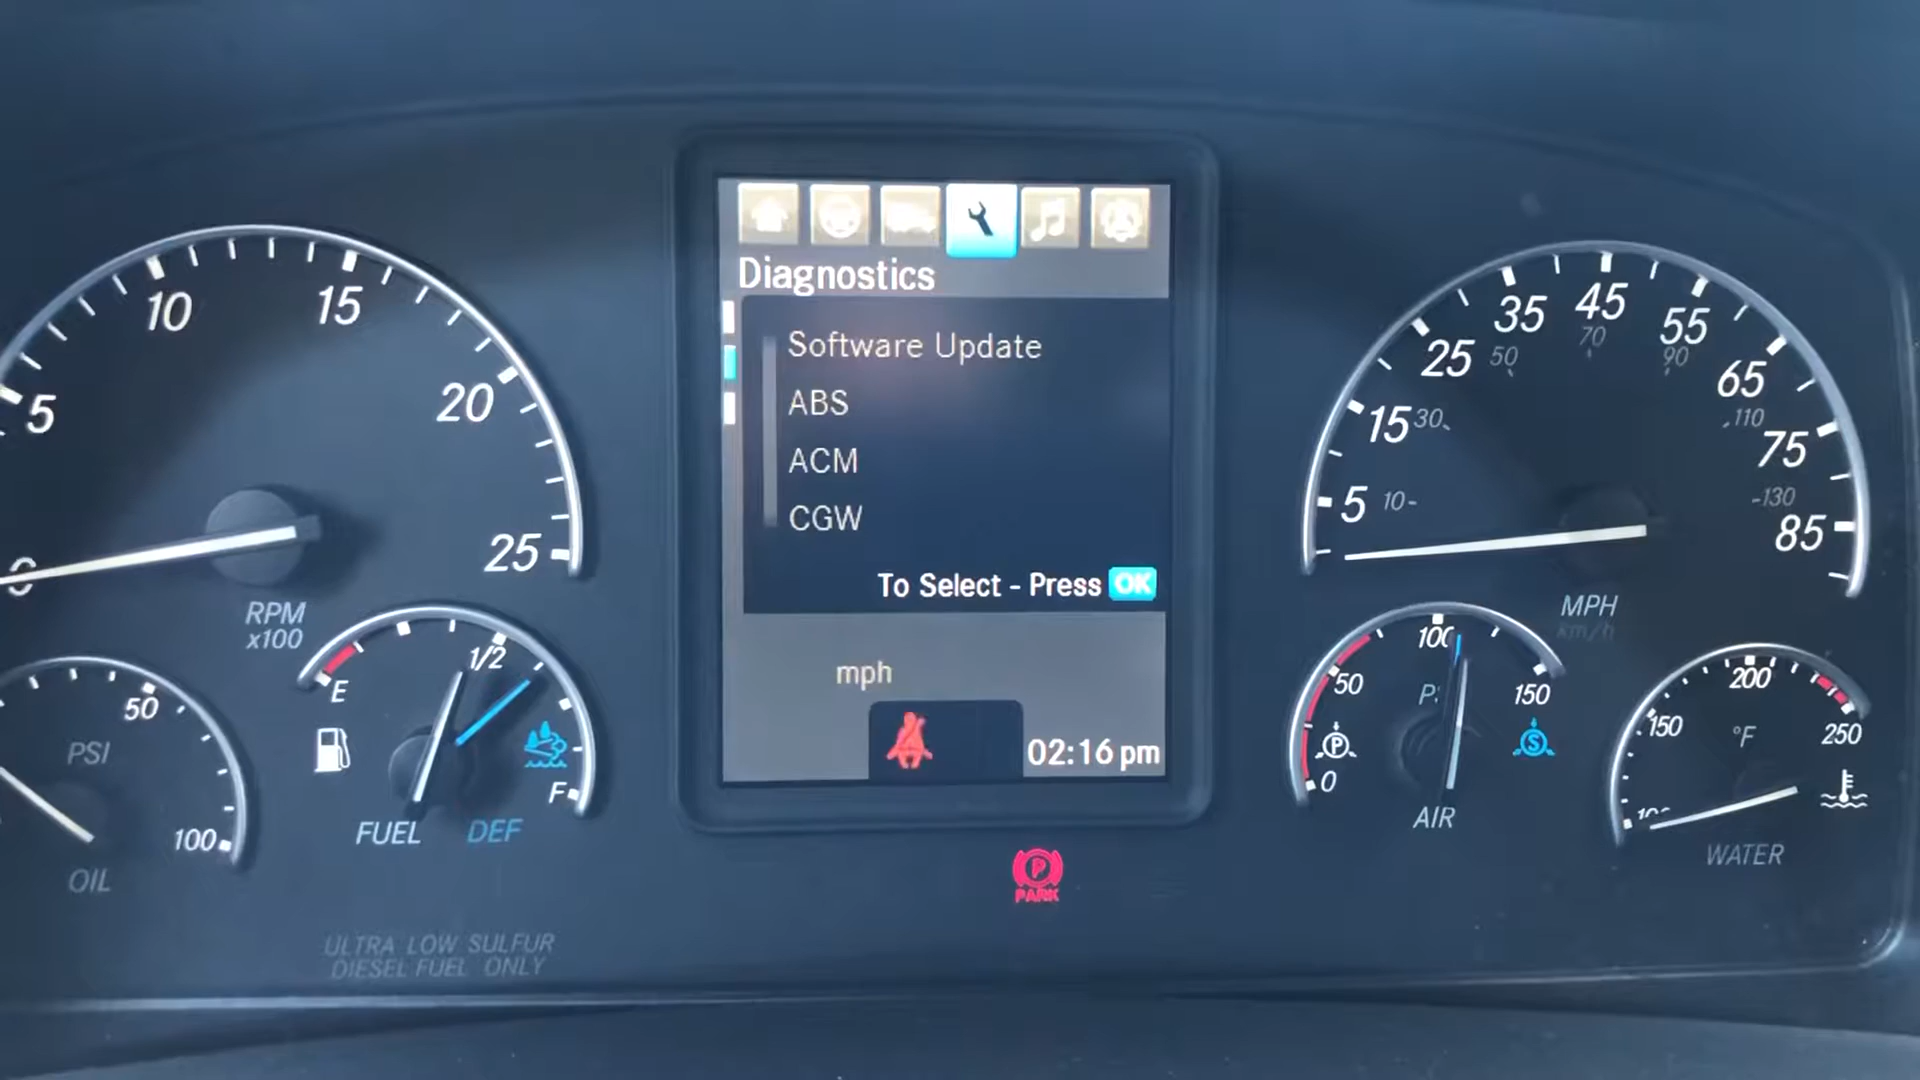 Diagnostics
Software Update
ABS
ACM
CGW
To Select - Press OK
mph
02:16 pm
5
10
15
20
25
RPM
x100
E
1/2
F
FUEL
DEF
PSI
50
100
OIL
ULTRA LOW SULFUR
DIESEL FUEL ONLY
P
PARK
5
15
25
35
45
55
65
75
85
10
30
50
70
90
110
130
MPH
km/h
0
50
100
150
P
S
AIR
150
200
250
°F
WATER